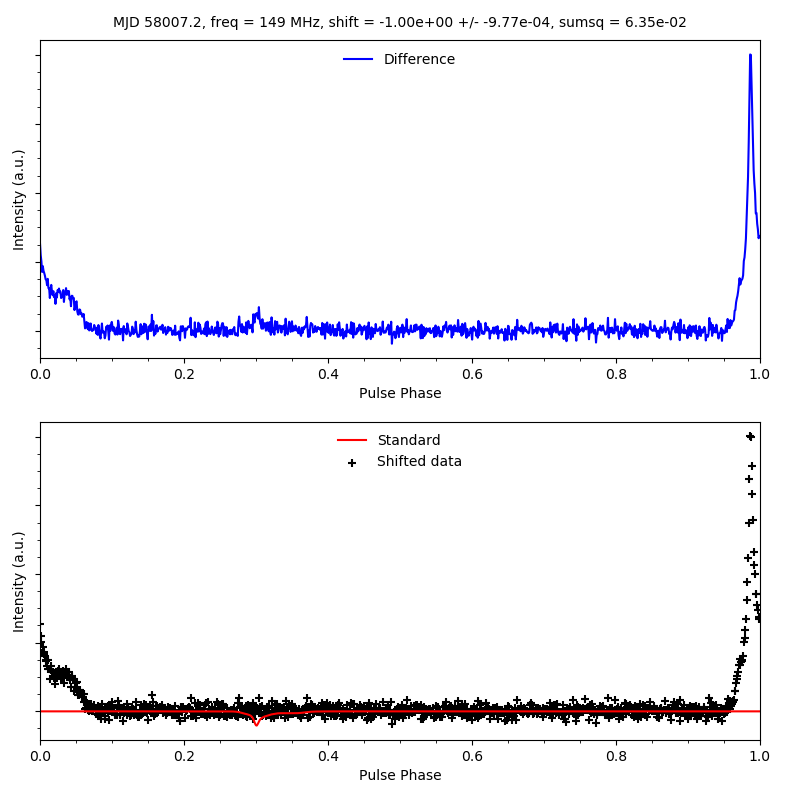 MJD 58007.2, freq = 149 MHz, shift = -1.00e+00 +/- -9.77e-04, sumsq = 6.35e-02
Difference
Intensity (a.u.)
0.0 0.2 0.4 0.6 0.8 1.0
Pulse Phase
Standard
Shifted data
Intensity (a.u.)
0.0 0.2 0.4 0.6 0.8 1.0
Pulse Phase